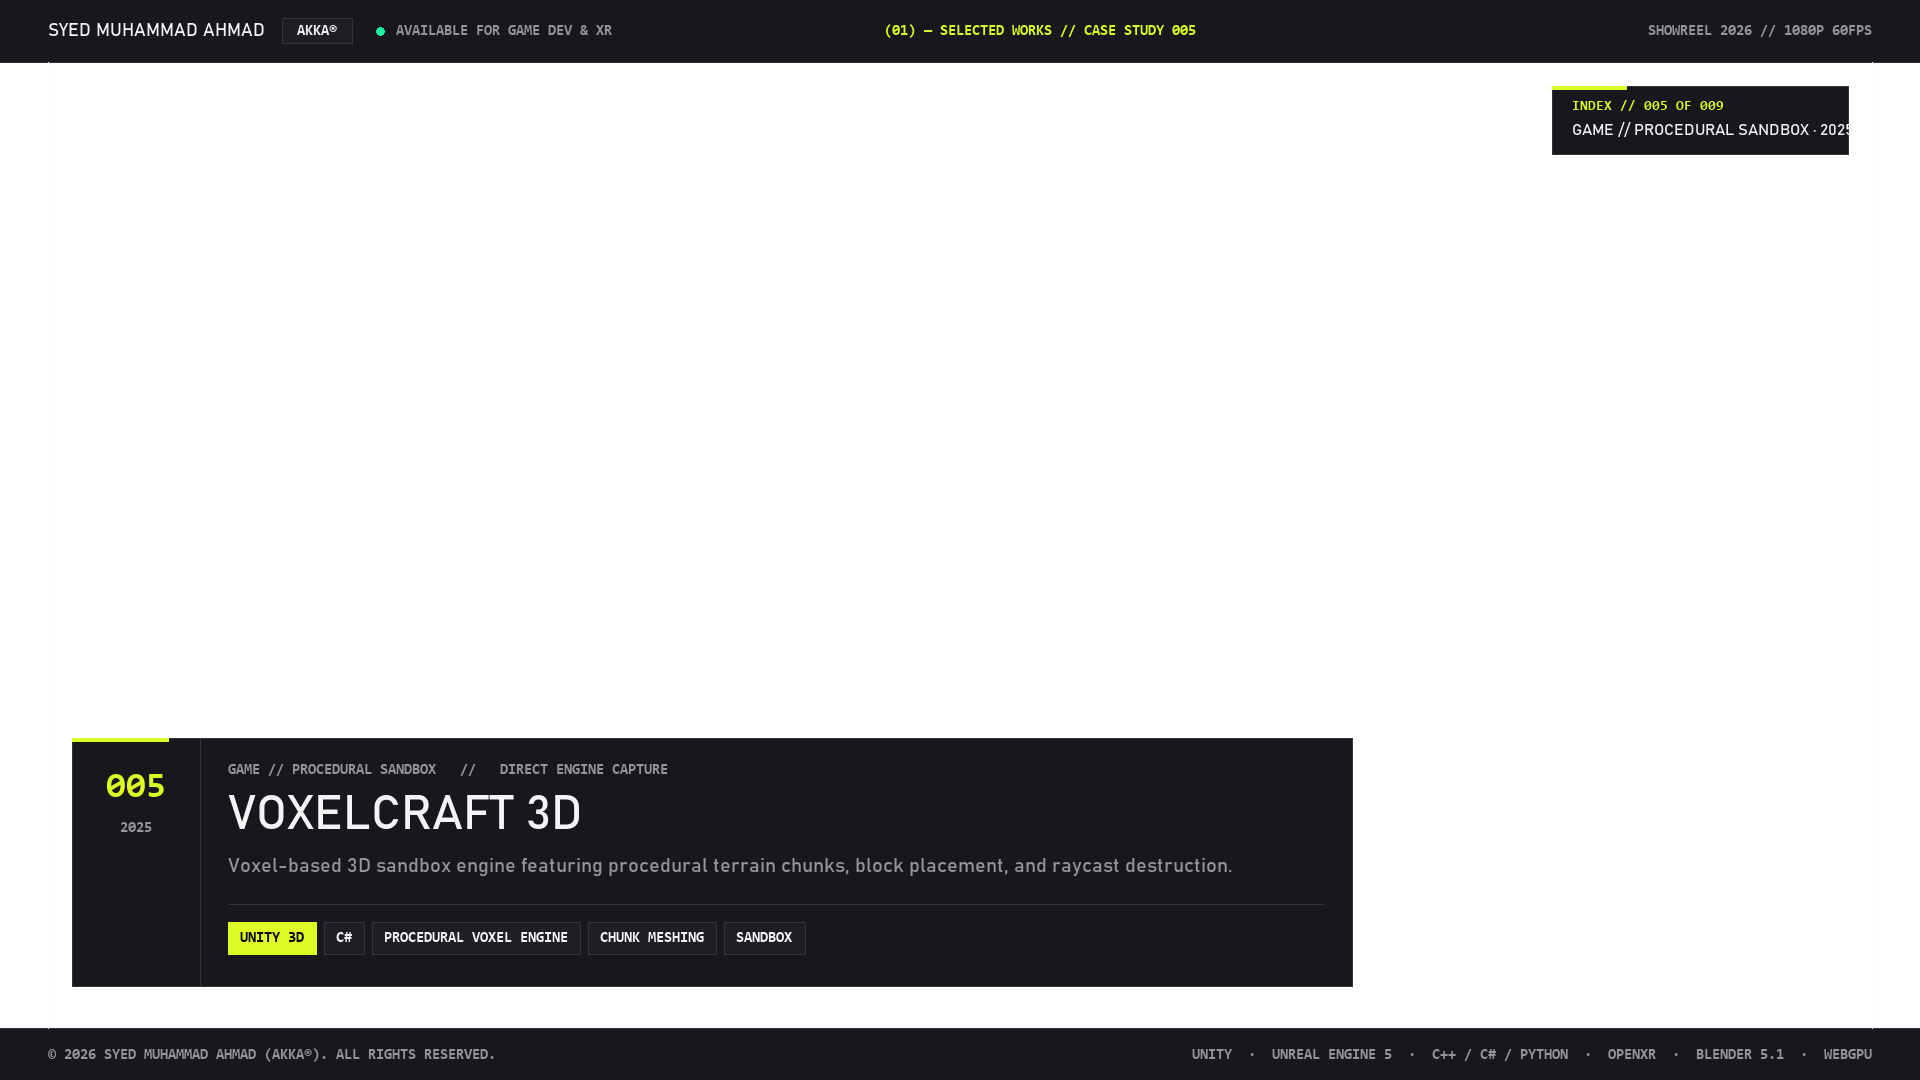 SYED MUHAMMAD AHMAD AKKA® AVAILABLE FOR GAME DEV & XR (01) — SELECTED WORKS // CASE STUDY 005 SHOWREEL 2026 // 1080P 60FPS
INDEX // 005 OF 009
GAME // PROCEDURAL SANDBOX · 2025
005
2025
GAME // PROCEDURAL SANDBOX // DIRECT ENGINE CAPTURE
VOXELCRAFT 3D
Voxel-based 3D sandbox engine featuring procedural terrain chunks, block placement, and raycast destruction.
UNITY 3D C# PROCEDURAL VOXEL ENGINE CHUNK MESHING SANDBOX
© 2026 SYED MUHAMMAD AHMAD (AKKA®). ALL RIGHTS RESERVED. UNITY · UNREAL ENGINE 5 · C++ / C# / PYTHON · OPENXR · BLENDER 5.1 · WEBGPU